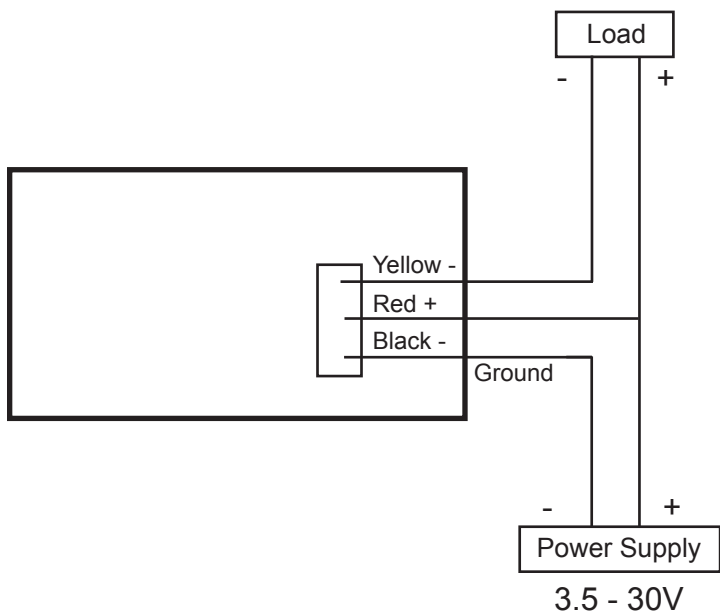 Load
- +
Yellow -
Red +
Black -
Ground
- +
Power Supply
3.5 - 30V